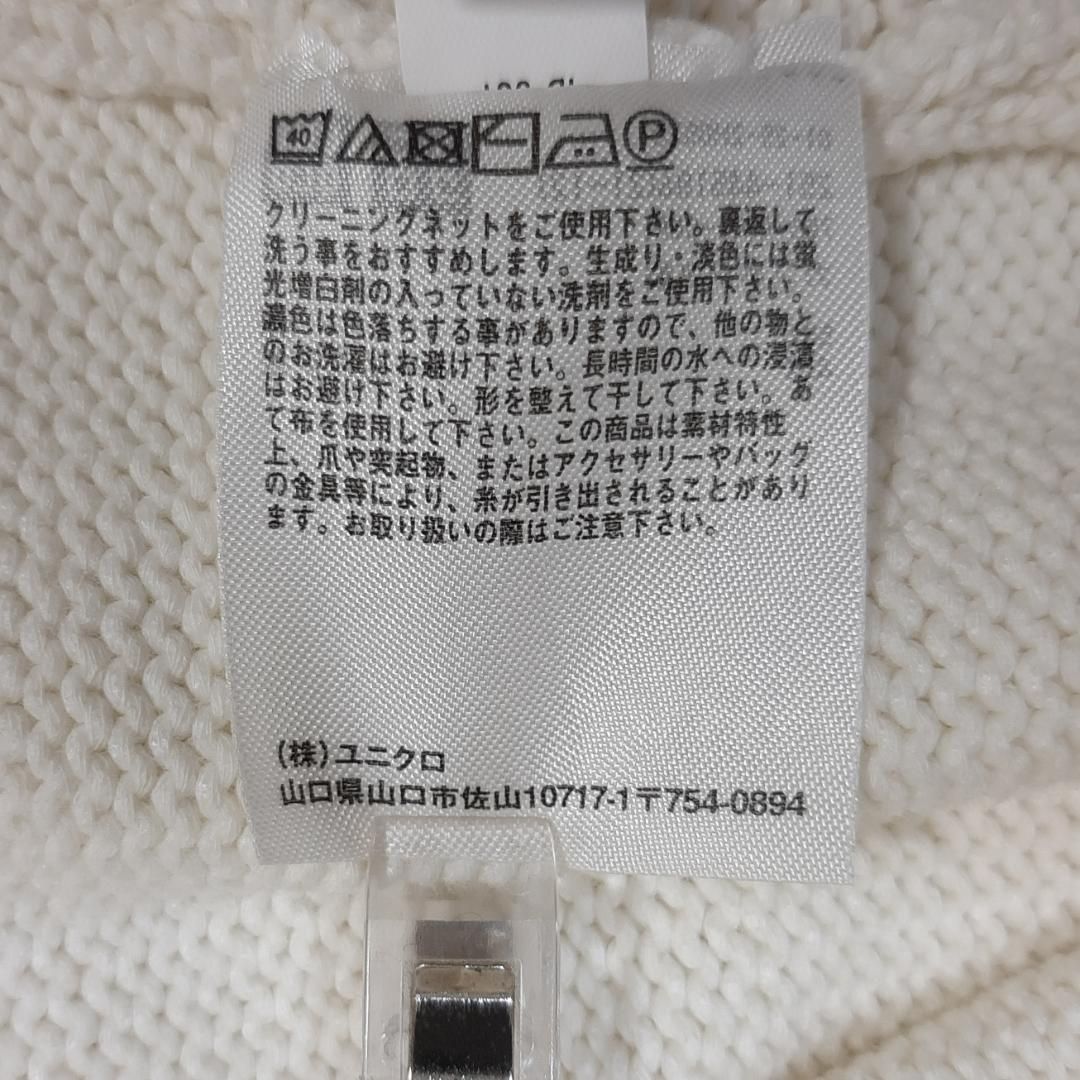 40
P
クリーニングネットをご使用下さい。裏返して
洗う事をおすすめします。生成り・淡色には蛍
光増白剤の入っていない洗剤をご使用下さい。
濃色は色落ちする事がありますので、他の物と
のお洗濯はお避け下さい。長時間の水への浸漬
はお避け下さい。形を整えて干して下さい。あ
て布を使用して下さい。この商品は素材特性
上、爪や突起物、またはアクセサリーやバッグ
の金具等により、糸が引き出されることがあり
ます。お取り扱いの際はご注意下さい。
(株)ユニクロ
山口県山口市佐山10717-1〒754-0894